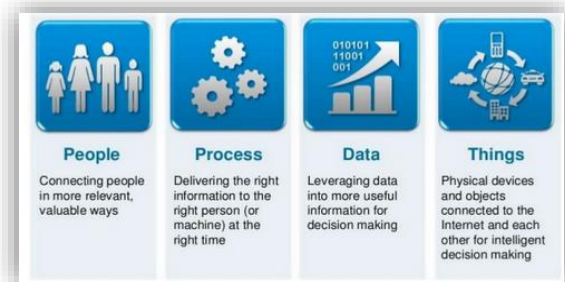 010101
11001
001
People
Connecting people
in more relevant,
valuable ways
Process
Delivering the right
information to the
right person (or
machine) at the
right time
Data
Leveraging data
into more useful
information for
decision making
Things
Physical devices
and objects
connected to the
Internet and each
other for intelligent
decision making